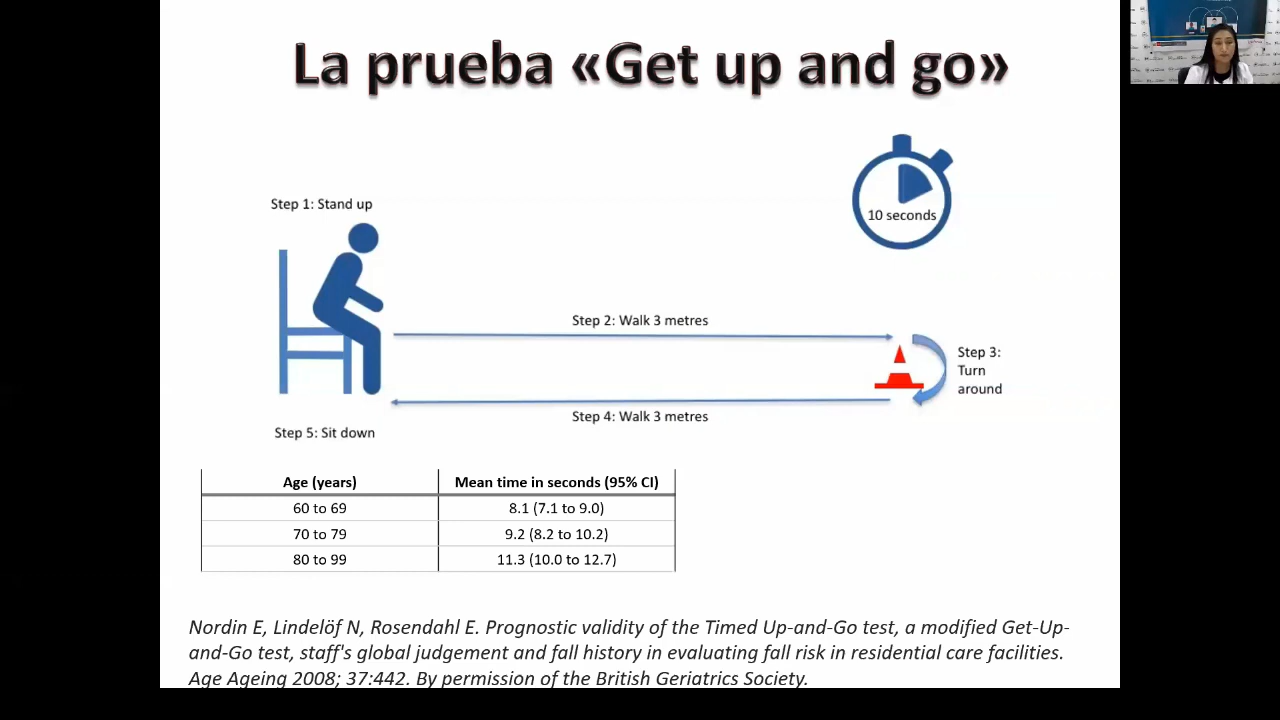 La prueba «Get up and go»
10 seconds
Step 1: Stand up
Step 2: Walk 3 metres
Step 3:
Turn
around
Step 4: Walk 3 metres
Step 5: Sit down
Age (years) Mean time in seconds (95% CI)
60 to 69 8.1 (7.1 to 9.0)
70 to 79 9.2 (8.2 to 10.2)
80 to 99 11.3 (10.0 to 12.7)
Nordin E, Lindelöf N, Rosendahl E. Prognostic validity of the Timed Up-and-Go test, a modified Get-Up-
and-Go test, staff's global judgement and fall history in evaluating fall risk in residential care facilities.
Age Ageing 2008; 37:442. By permission of the British Geriatrics Society.